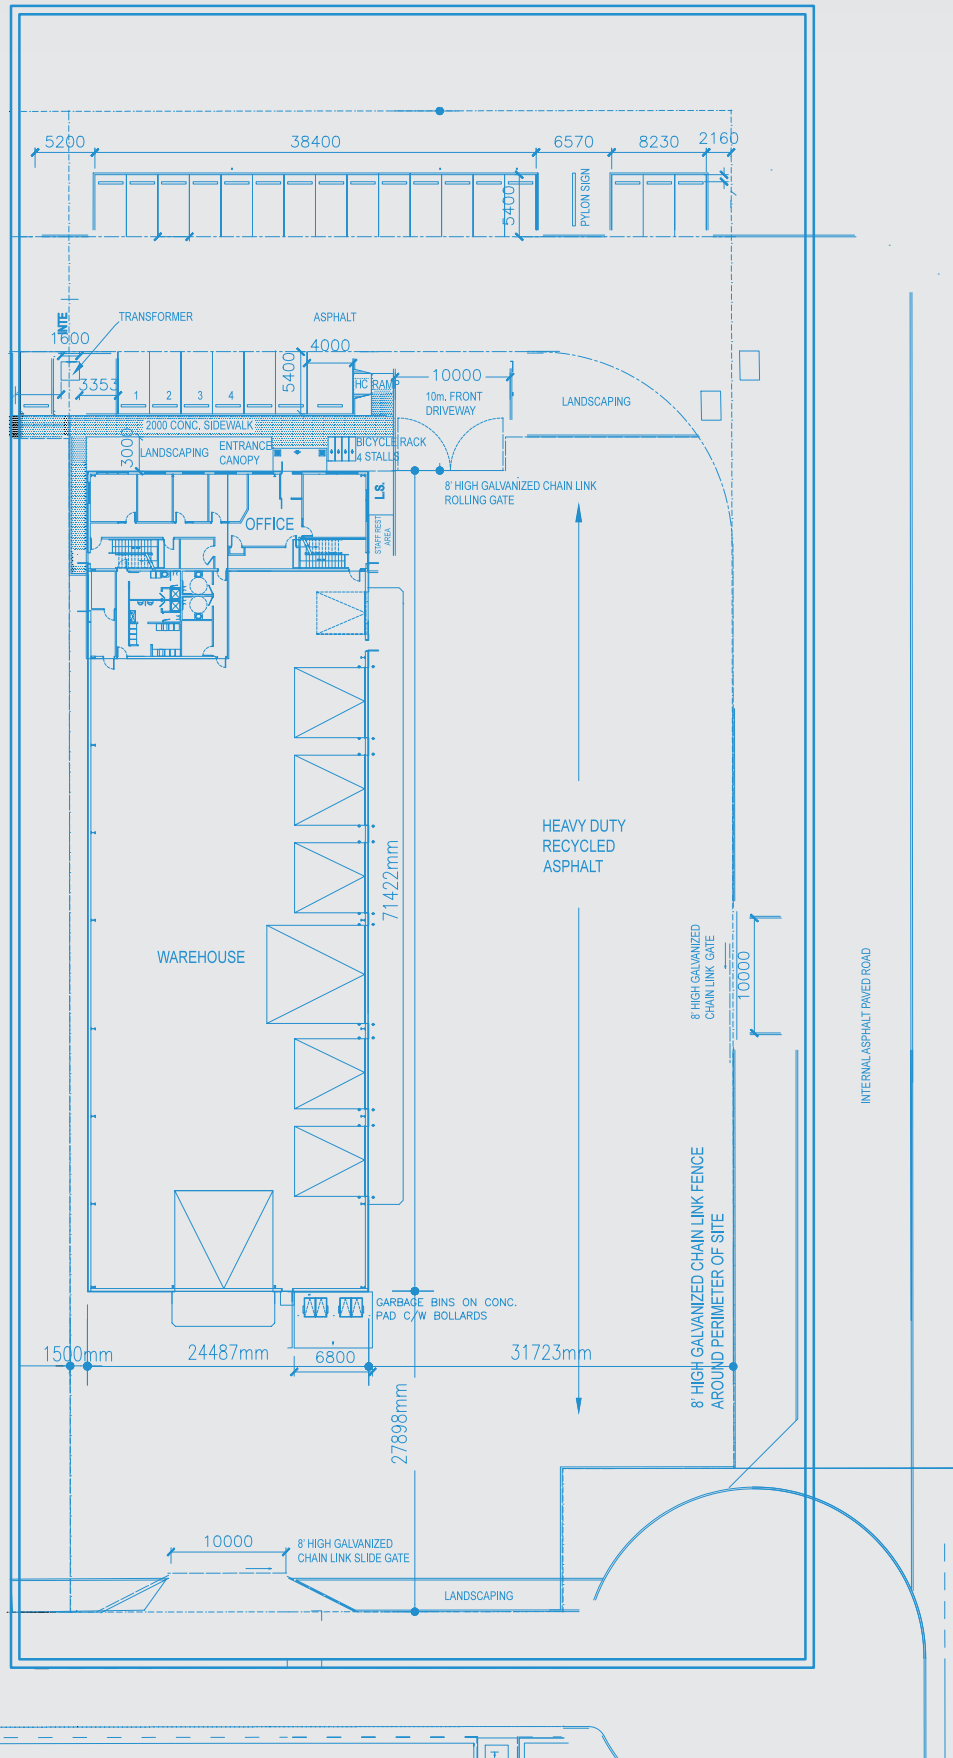 5200
38400
6570
8230
2160
5400
PYLON SIGN
INTE
TRANSFORMER
ASPHALT
1600
3353
5400
4000
HC RAMP
10000
10m. FRONT
DRIVEWAY
LANDSCAPING
1
2
3
4
2000 CONC. SIDEWALK
3000
LANDSCAPING
ENTRANCE
CANOPY
BICYCLE RACK
4 STALLS
8' HIGH GALVANIZED CHAIN LINK
ROLLING GATE
L.S.
OFFICE
STAFF REST
AREA
HEAVY DUTY
RECYCLED
ASPHALT
71422mm
WAREHOUSE
8' HIGH GALVANIZED
CHAIN LINK GATE
10000
INTERNAL ASPHALT PAVED ROAD
8' HIGH GALVANIZED CHAIN LINK FENCE
AROUND PERIMETER OF SITE
GARBAGE BINS ON CONC.
PAD C/W BOLLARDS
1500mm
24487mm
6800
31723mm
27898mm
10000
8' HIGH GALVANIZED
CHAIN LINK SLIDE GATE
LANDSCAPING
T